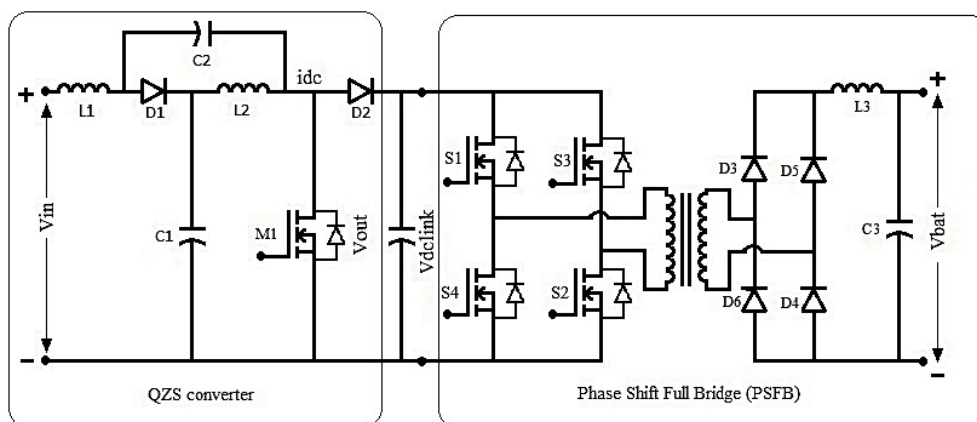 C2
idc
+
L1
D1
L2
D2
Vin
C1
M1
Vout
Vdclink
-
QZS converter
S1
S3
S4
S2
D3
D5
D6
D4
L3
C3
+
Vbat
-
Phase Shift Full Bridge (PSFB)